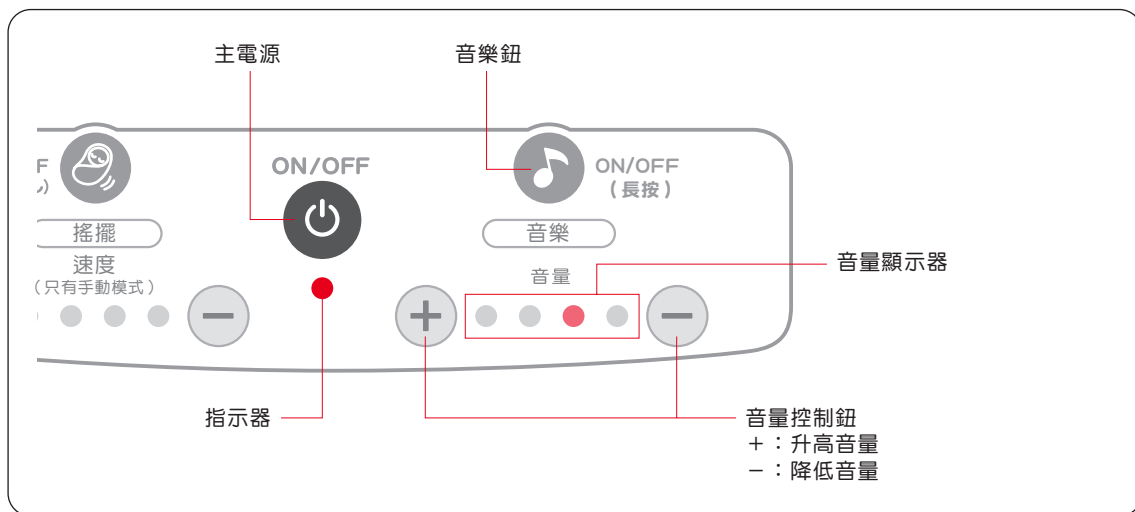 主電源
音樂鈕
ON/OFF
ON/OFF
(長按)
搖擺
音樂
速度
(只有手動模式)
音量
音量顯示器
指示器
音量控制鈕
+：升高音量
−：降低音量